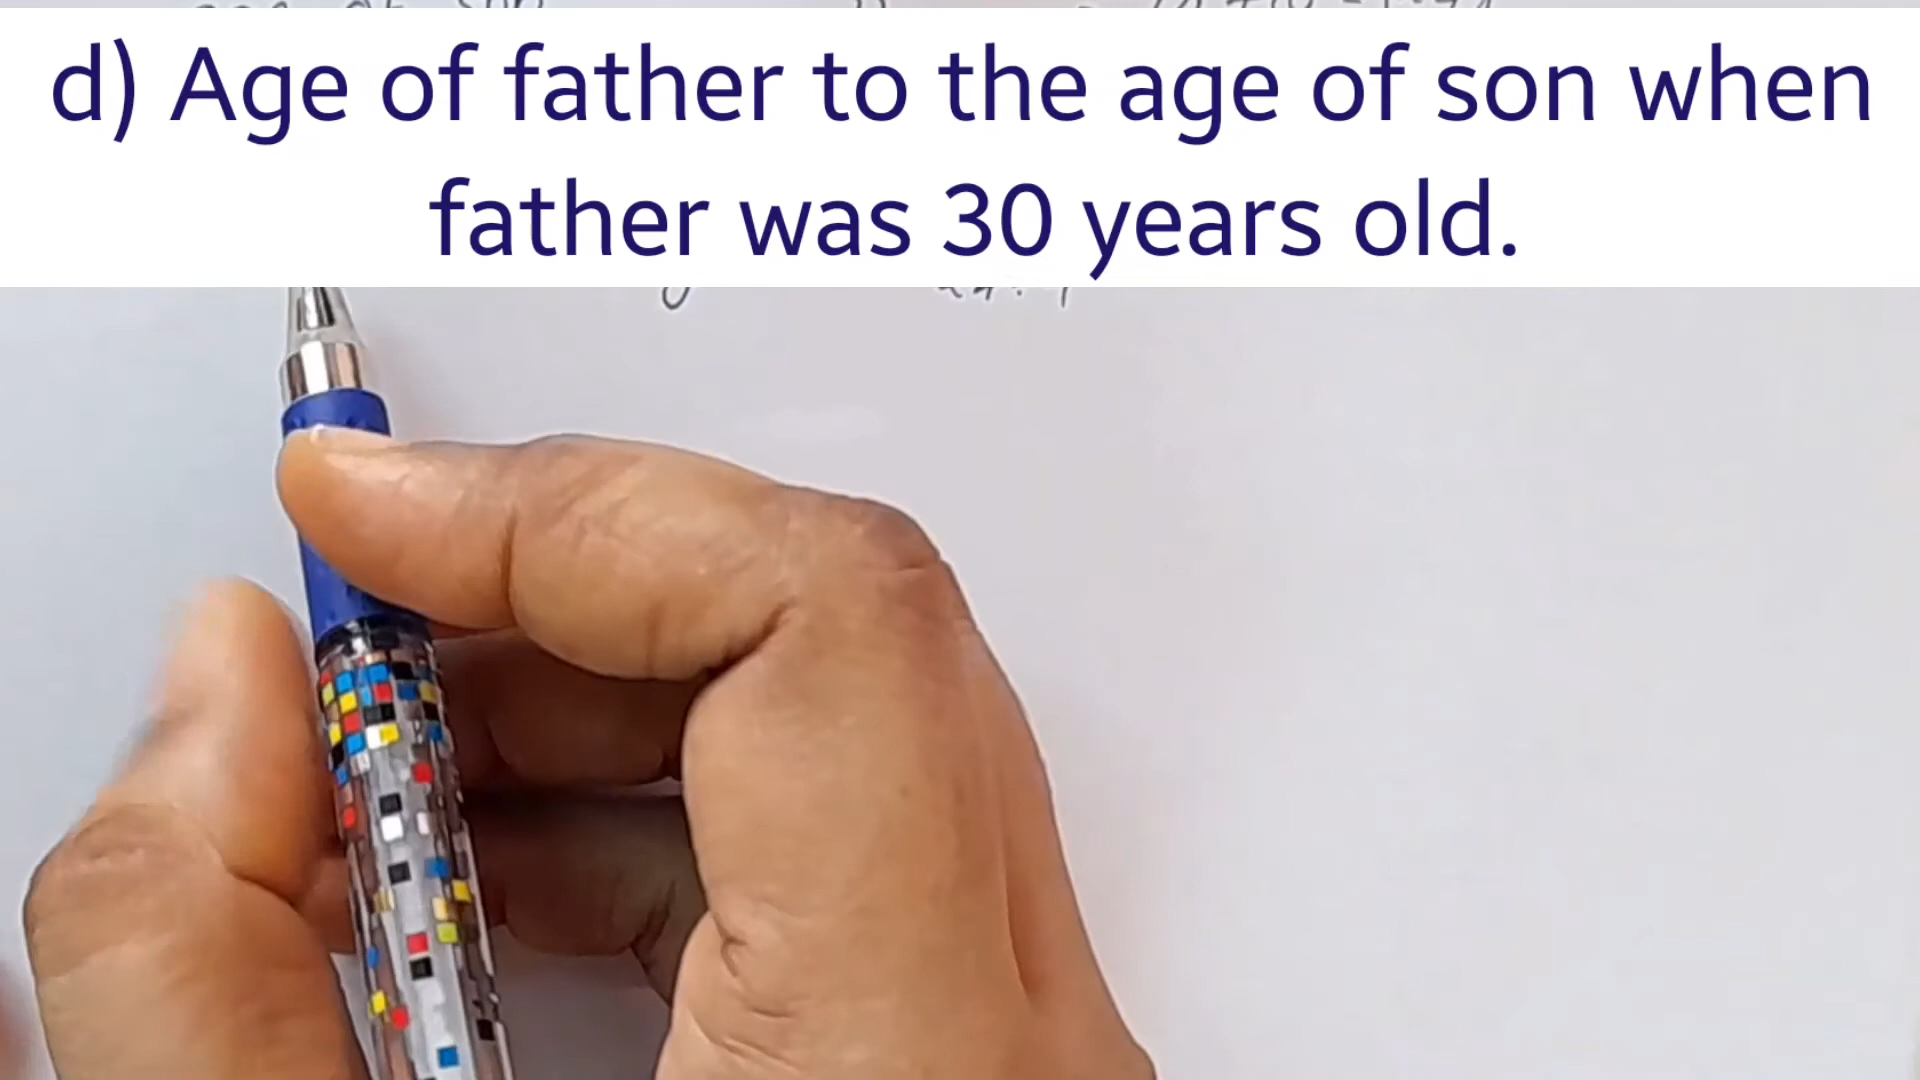 d) Age of father to the age of son when
father was 30 years old.